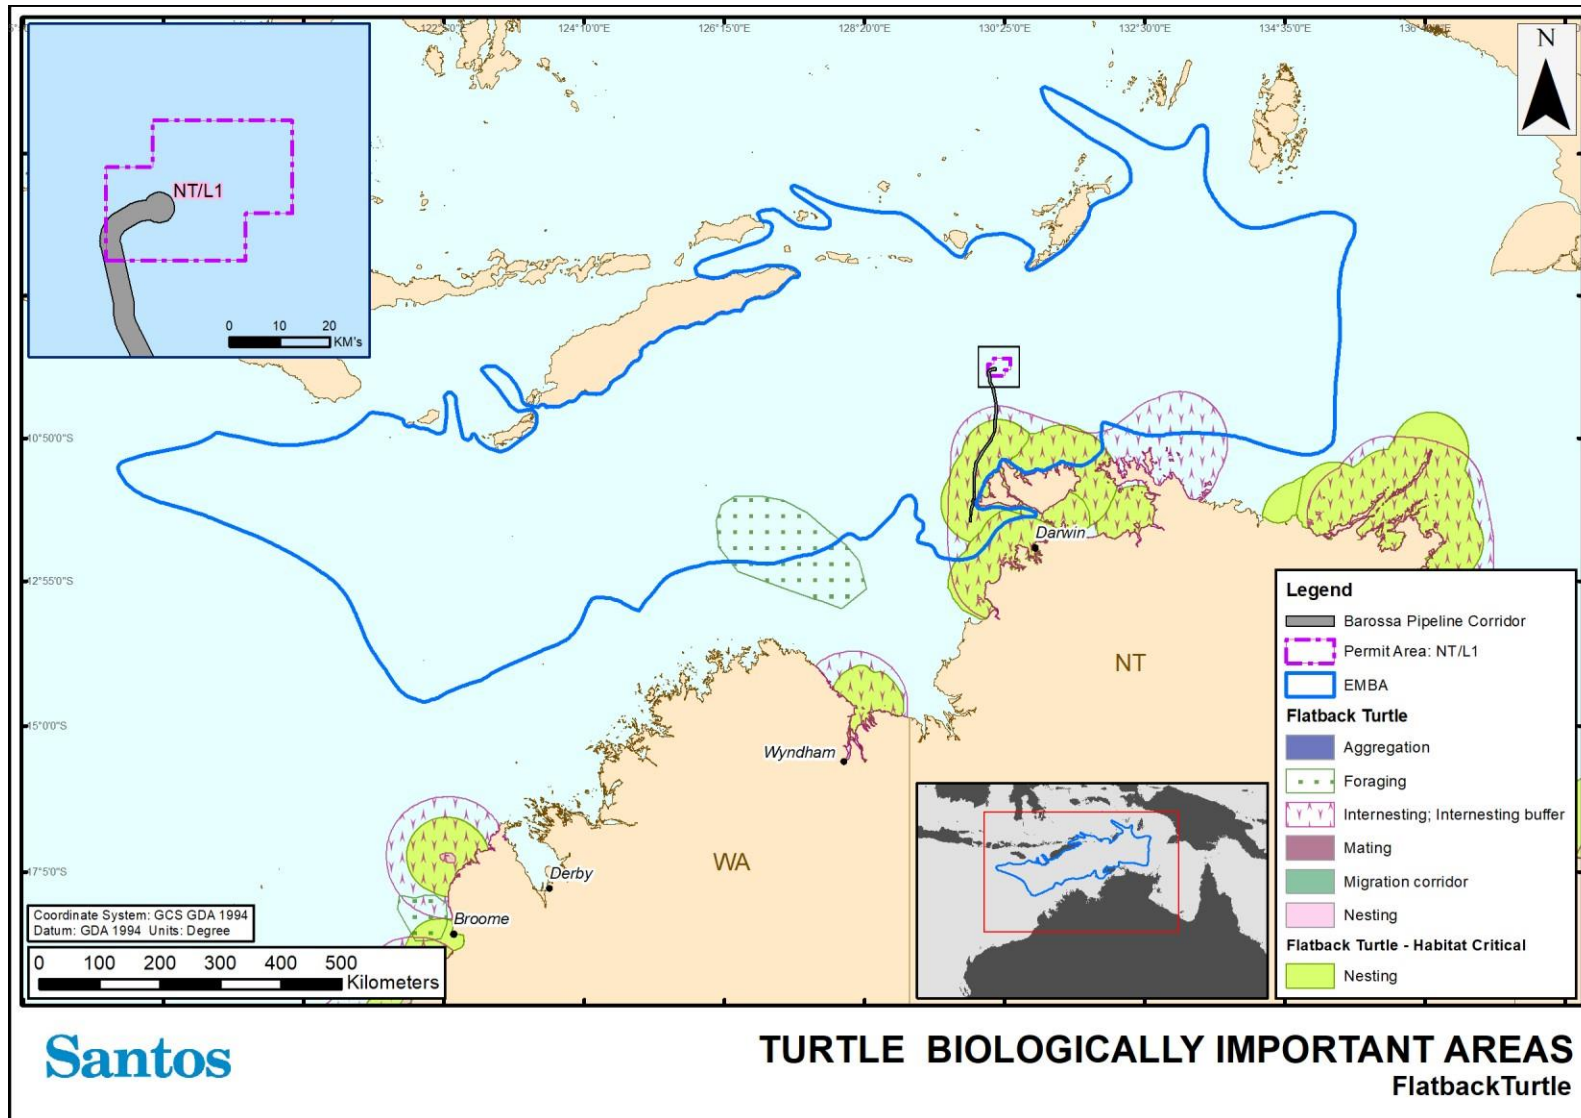 122°5'0"E
124°10'0"E
126°15'0"E
128°20'0"E
130°25'0"E
132°30'0"E
134°35'0"E
N
NT/L1
0 10 20
KM's
10°50'0"S
12°55'0"S
15°0'0"S
17°5'0"S
Darwin
NT
Wyndham
WA
Derby
Broome
Coordinate System: GCS GDA 1994
Datum: GDA 1994 Units: Degree
0 100 200 300 400 500
Kilometers
Legend
Barossa Pipeline Corridor
Permit Area: NT/L1
EMBA
Flatback Turtle
Aggregation
Foraging
Internesting; Internesting buffer
Mating
Migration corridor
Nesting
Flatback Turtle - Habitat Critical
Nesting
Santos
TURTLE BIOLOGICALLY IMPORTANT AREAS
FlatbackTurtle